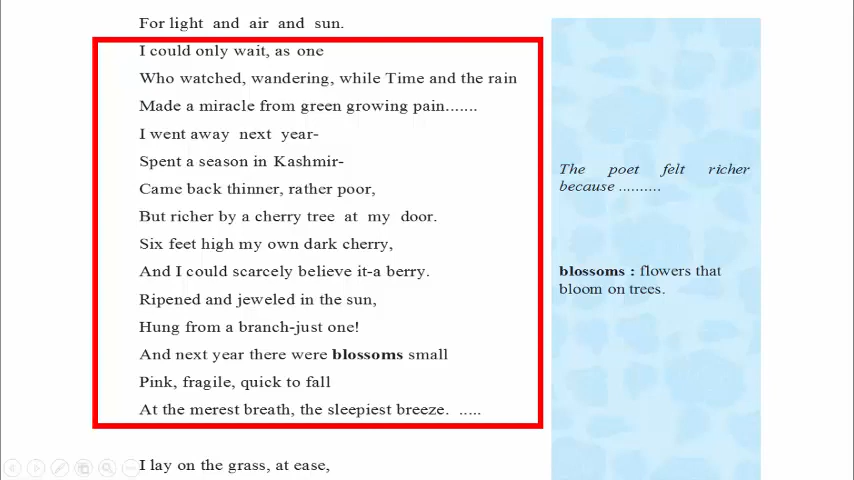 For light and air and sun.
I could only wait, as one
Who watched, wandering, while Time and the rain
Made a miracle from green growing pain.......
I went away next year-
Spent a season in Kashmir-
Came back thinner, rather poor,
But richer by a cherry tree at my door.
Six feet high my own dark cherry,
And I could scarcely believe it-a berry.
Ripened and jeweled in the sun,
Hung from a branch-just one!
And next year there were blossoms small
Pink, fragile, quick to fall
At the merest breath, the sleepiest breeze. .....
I lay on the grass, at ease,
The poet felt richer
because ..........
blossoms : flowers that
bloom on trees.